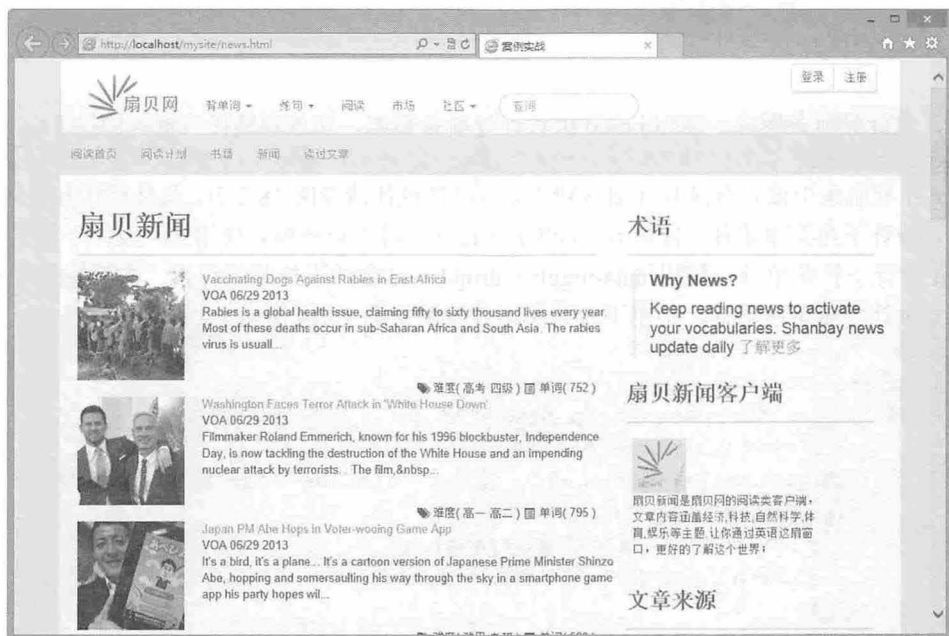 http://localhost/mysite/news.html
案例实战
登录 注册
扇贝网 背单词 炼句 阅读 市场 社区 查询
阅读首页 阅读计划 书籍 新闻 读过文章
扇贝新闻
Vaccinating Dogs Against Rabies in East Africa
VOA 06/29 2013
Rabies is a global health issue, claiming fifty to sixty thousand lives every year.
Most of these deaths occur in sub-Saharan Africa and South Asia. The rabies
virus is usuall...
难度( 高考 四级 ) 单词( 752 )
Washington Faces Terror Attack in 'White House Down'
VOA 06/29 2013
Filmmaker Roland Emmerich, known for his 1996 blockbuster, Independence
Day, is now tackling the destruction of the White House and an impending
nuclear attack by terrorists... The film,&nbsp...
难度( 高一 高二 ) 单词( 795 )
Japan PM Abe Hops in Voter-wooing Game App
VOA 06/29 2013
It's a bird, it's a plane... It's a cartoon version of Japanese Prime Minister Shinzo
Abe, hopping and somersaulting his way through the sky in a smartphone game
app his party hopes wil...
术语
Why News?
Keep reading news to activate
your vocabularies. Shanbay news
update daily 了解更多
扇贝新闻客户端
扇贝新闻是扇贝网的阅读类客户端，
文章内容涵盖经济,科技,自然科学,体
育,娱乐等主题,让你通过英语这扇窗
口，更好的了解这个世界！
文章来源